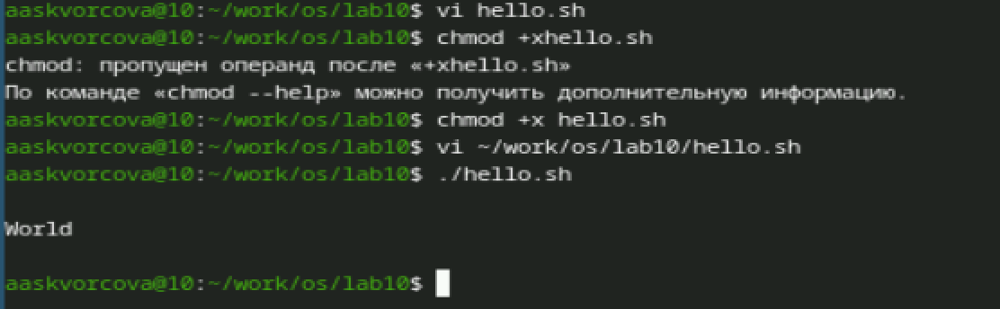 aaskvorcova@10:~/work/os/lab10$ vi hello.sh
aaskvorcova@10:~/work/os/lab10$ chmod +xhello.sh
chmod: пропущен операнд после «+xhello.sh»
По команде «chmod --help» можно получить дополнительную информацию.
aaskvorcova@10:~/work/os/lab10$ chmod +x hello.sh
aaskvorcova@10:~/work/os/lab10$ vi ~/work/os/lab10/hello.sh
aaskvorcova@10:~/work/os/lab10$ ./hello.sh
World
aaskvorcova@10:~/work/os/lab10$